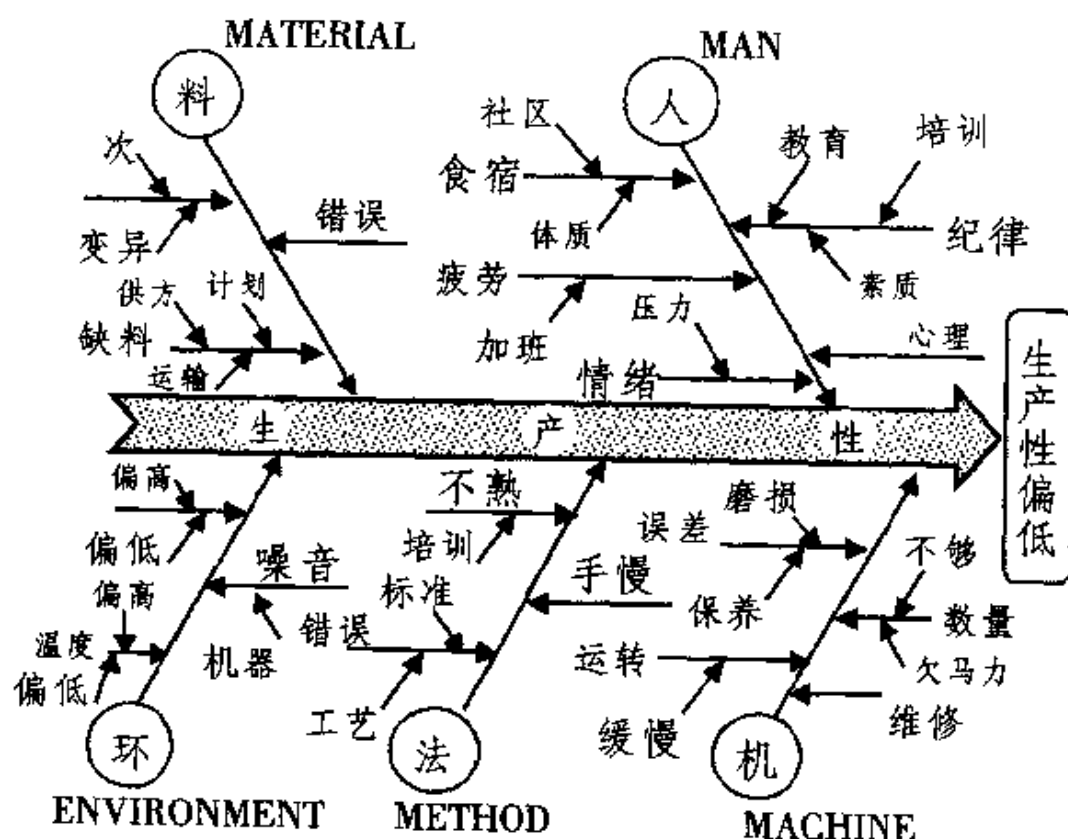 MATERIAL
MAN
料
人
社区
教育
培训
次
食宿
错误
体质
纪律
变异
疲劳
素质
供方
计划
压力
缺料
加班
心理
运输
情绪
生产性偏低
生 产 性
偏高
不熟
磨损
误差
偏低
培训
不够
噪音
手慢
偏高
标准
保养
数量
温度
错误
运转
欠马力
偏低
机器
工艺
缓慢
维修
环
法
机
ENVIRONMENT
METHOD
MACHINE